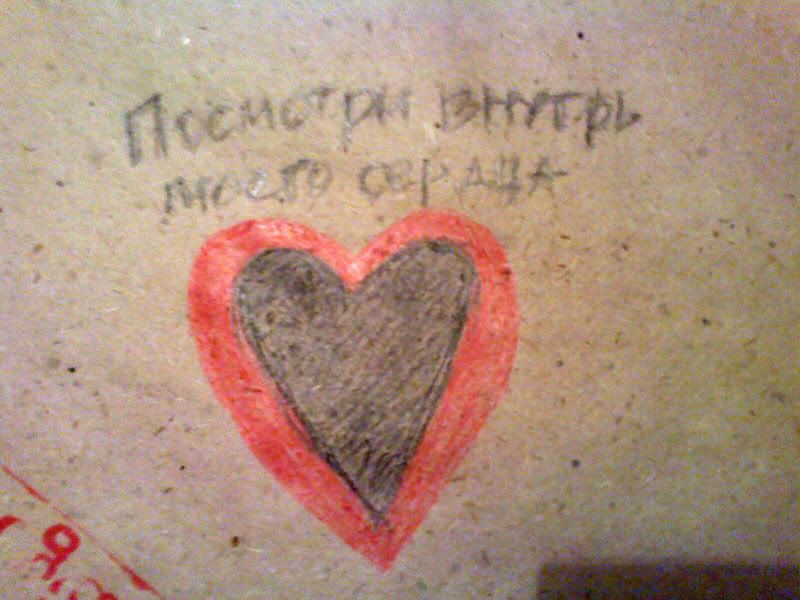 Посмотри внутрь
моего сердца